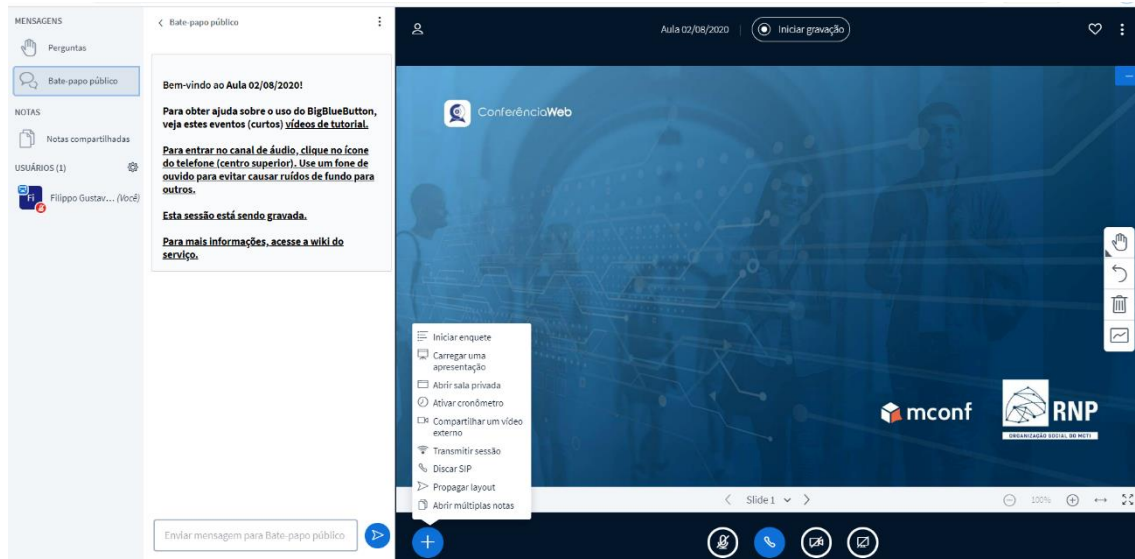 MENSAGENS
Perguntas
Bate-papo público
NOTAS
Notas compartilhadas
USUÁRIOS (1)
Fi
Filippo Gustav... (Você)
Bate-papo público
Bem-vindo ao Aula 02/08/2020!
Para obter ajuda sobre o uso do BigBlueButton,
veja estes eventos (curtos) vídeos de tutorial.
Para entrar no canal de áudio, clique no ícone
do telefone (centro superior). Use um fone de
ouvido para evitar causar ruídos de fundo para
outros.
Esta sessão está sendo gravada.
Para mais informações, acesse a wiki do
serviço.
Enviar mensagem para Bate-papo público
Aula 02/08/2020 | Iniciar gravação
ConferênciaWeb
Iniciar enquete
Carregar uma
apresentação
Abrir sala privada
Ativar cronômetro
Compartilhar um vídeo
externo
Transmitir sessão
Discar SIP
Propagar layout
Abrir múltiplas notas
mconf
RNP
ORGANIZAÇÃO SOCIAL DO MCTI
Slide 1
100%